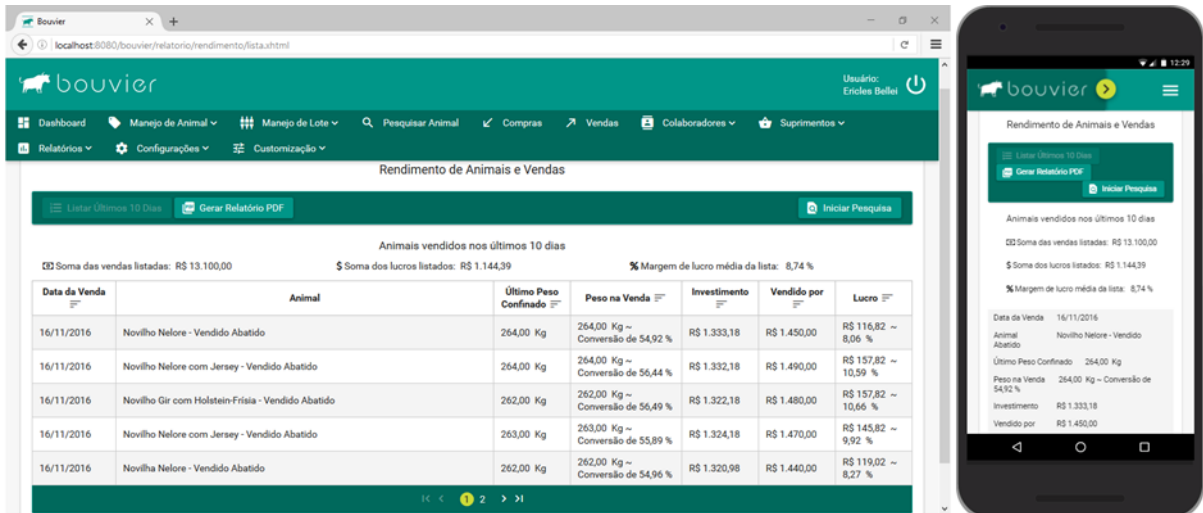 Bouvier
localhost:8080/bouvier/relatorio/rendimento/lista.xhtml
bouvier
Usuário:
Ericles Bellei
Dashboard Manejo de Animal Manejo de Lote Pesquisar Animal Compras Vendas Colaboradores Suprimentos
Relatórios Configurações Customização
Rendimento de Animais e Vendas
Listar Últimos 10 Dias Gerar Relatório PDF Iniciar Pesquisa
Animais vendidos nos últimos 10 dias
Soma das vendas listadas: R$ 13.100,00 $ Soma dos lucros listados: R$ 1.144,39 % Margem de lucro média da lista: 8,74 %
Data da Venda Animal Último Peso Confinado Peso na Venda Investimento Vendido por Lucro
16/11/2016 Novilho Nelore - Vendido Abatido 264,00 Kg 264,00 Kg ~ Conversão de 54,92 % R$ 1.333,18 R$ 1.450,00 R$ 116,82 ~ 8,06 %
16/11/2016 Novilho Nelore com Jersey - Vendido Abatido 264,00 Kg 264,00 Kg ~ Conversão de 56,44 % R$ 1.332,18 R$ 1.490,00 R$ 157,82 ~ 10,59 %
16/11/2016 Novilho Gir com Holstein-Frísia - Vendido Abatido 262,00 Kg 262,00 Kg ~ Conversão de 56,49 % R$ 1.322,18 R$ 1.480,00 R$ 157,82 ~ 10,66 %
16/11/2016 Novilho Nelore com Jersey - Vendido Abatido 263,00 Kg 263,00 Kg ~ Conversão de 55,89 % R$ 1.324,18 R$ 1.470,00 R$ 145,82 ~ 9,92 %
16/11/2016 Novilha Nelore - Vendido Abatido 262,00 Kg 262,00 Kg ~ Conversão de 54,96 % R$ 1.320,98 R$ 1.440,00 R$ 119,02 ~ 8,27 %
1 2
12:29
bouvier
Rendimento de Animais e Vendas
Listar Últimos 10 Dias
Gerar Relatório PDF
Iniciar Pesquisa
Animais vendidos nos últimos 10 dias
Soma das vendas listadas: R$ 13.100,00
$ Soma dos lucros listados: R$ 1.144,39
% Margem de lucro média da lista: 8,74 %
Data da Venda 16/11/2016
Animal Novilho Nelore - Vendido
Abatido
Último Peso Confinado 264,00 Kg
Peso na Venda 264,00 Kg ~ Conversão de
54,92 %
Investimento R$ 1.333,18
Vendido por R$ 1.450,00